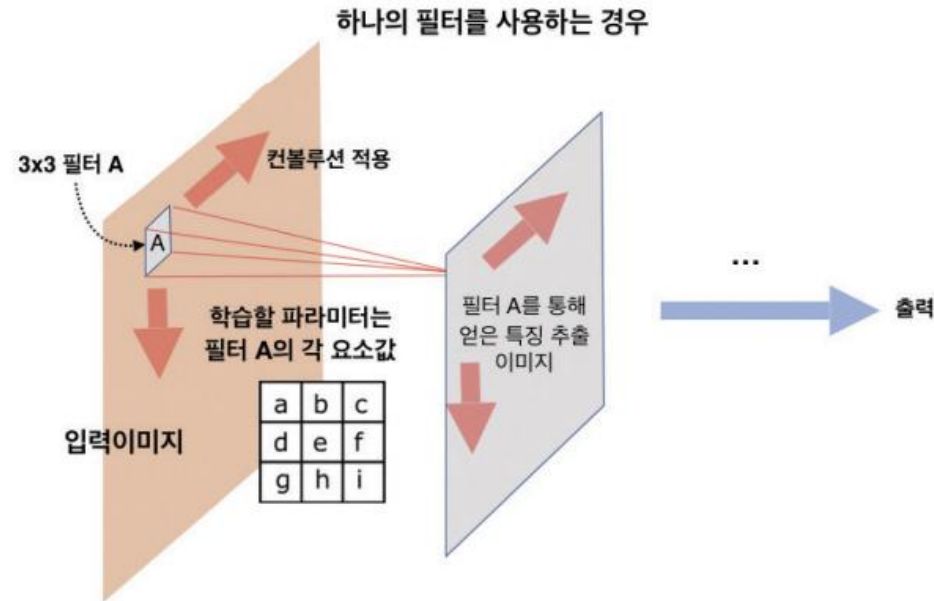 하나의 필터를 사용하는 경우
3x3 필터 A
컨볼루션 적용
A
학습할 파라미터는
필터 A의 각 요소값
a b c
d e f
g h i
입력이미지
필터 A를 통해
얻은 특징 추출
이미지
...
출력